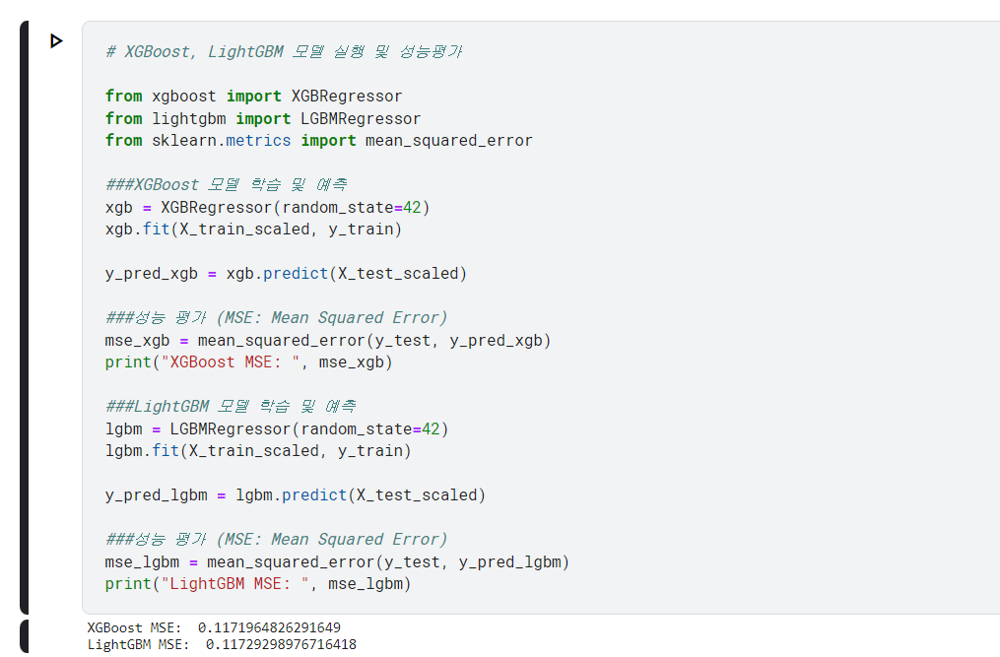 # XGBoost, LightGBM 모델 실행 및 성능평가
from xgboost import XGBRegressor
from lightgbm import LGBMRegressor
from sklearn.metrics import mean_squared_error
###XGBoost 모델 학습 및 예측
xgb = XGBRegressor(random_state=42)
xgb.fit(X_train_scaled, y_train)
y_pred_xgb = xgb.predict(X_test_scaled)
###성능 평가 (MSE: Mean Squared Error)
mse_xgb = mean_squared_error(y_test, y_pred_xgb)
print("XGBoost MSE: ", mse_xgb)
###LightGBM 모델 학습 및 예측
lgbm = LGBMRegressor(random_state=42)
lgbm.fit(X_train_scaled, y_train)
y_pred_lgbm = lgbm.predict(X_test_scaled)
###성능 평가 (MSE: Mean Squared Error)
mse_lgbm = mean_squared_error(y_test, y_pred_lgbm)
print("LightGBM MSE: ", mse_lgbm)
XGBoost MSE:  0.1171964826291649
LightGBM MSE:  0.11729298976716418